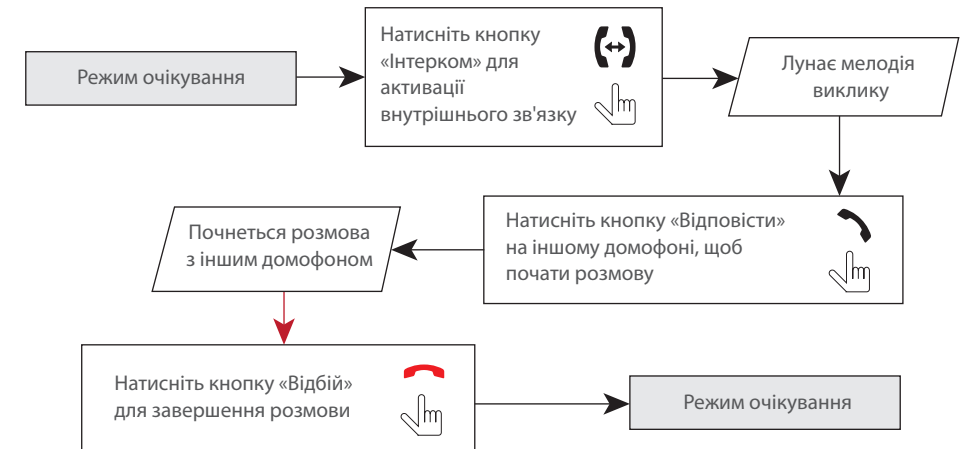 Режим очікування
Натисніть кнопку
«Інтерком» для
активації
внутрішнього зв'язку
Лунає мелодія
виклику
Натисніть кнопку «Відповісти»
на іншому домофоні, щоб
почати розмову
Почнеться розмова
з іншим домофоном
Натисніть кнопку «Відбій»
для завершення розмови
Режим очікування